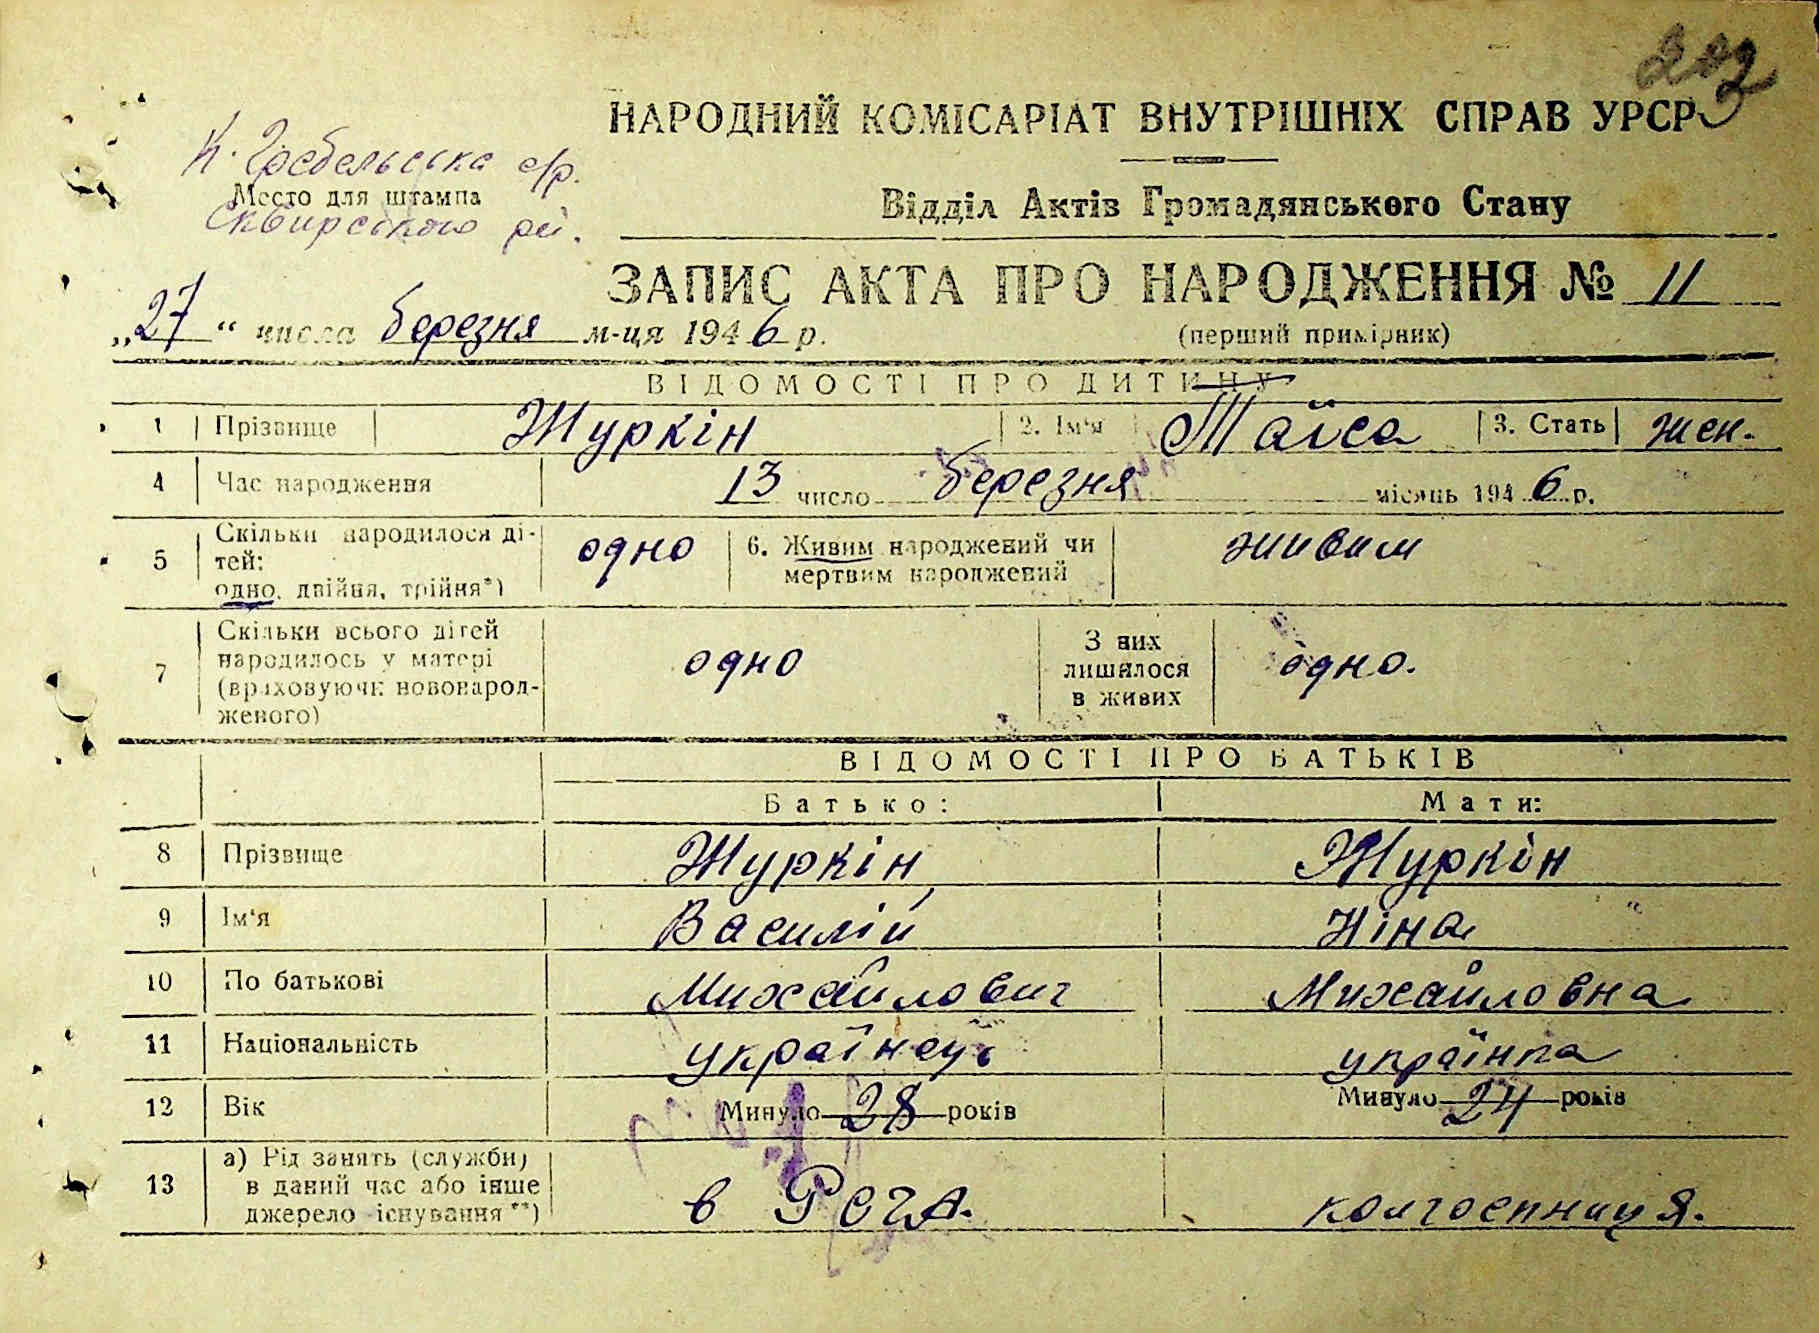 202
НАРОДНИЙ КОМІСАРІАТ ВНУТРІШНІХ СПРАВ УРСР
К. Гребельська с/р.
Место для штампа
Сквирського р-н.
Відділ Актів Громадянського Стану
ЗАПИС АКТА ПРО НАРОДЖЕННЯ № 11
„27“ числа березня м-ця 1946 р.
(перший примірник)
ВІДОМОСТІ ПРО ДИТИНУ
1 Прізвище Журкін 2. Ім'я Таїса 3. Стать жен.
4 Час народження 13 число березня місяць 1946 р.
5 Скільки народилося дітей: одно, двійня, трійня*) одно 6. Живим народжений чи мертвим народжений живим
7 Скільки всього дітей народилось у матері (враховуючи новонародженого) одно З них лишилося в живих одно.
ВІДОМОСТІ ПРО БАТЬКІВ
Батько: Мати:
8 Прізвище Журкін Журкін
9 Ім'я Василій Ніна
10 По батькові Михайлович Михайловна
11 Національність українець українка
12 Вік Минуло 28 років Минуло 24 років
13 а) Рід занять (служби) в даний час або інше джерело існування**) в колгоспниця.